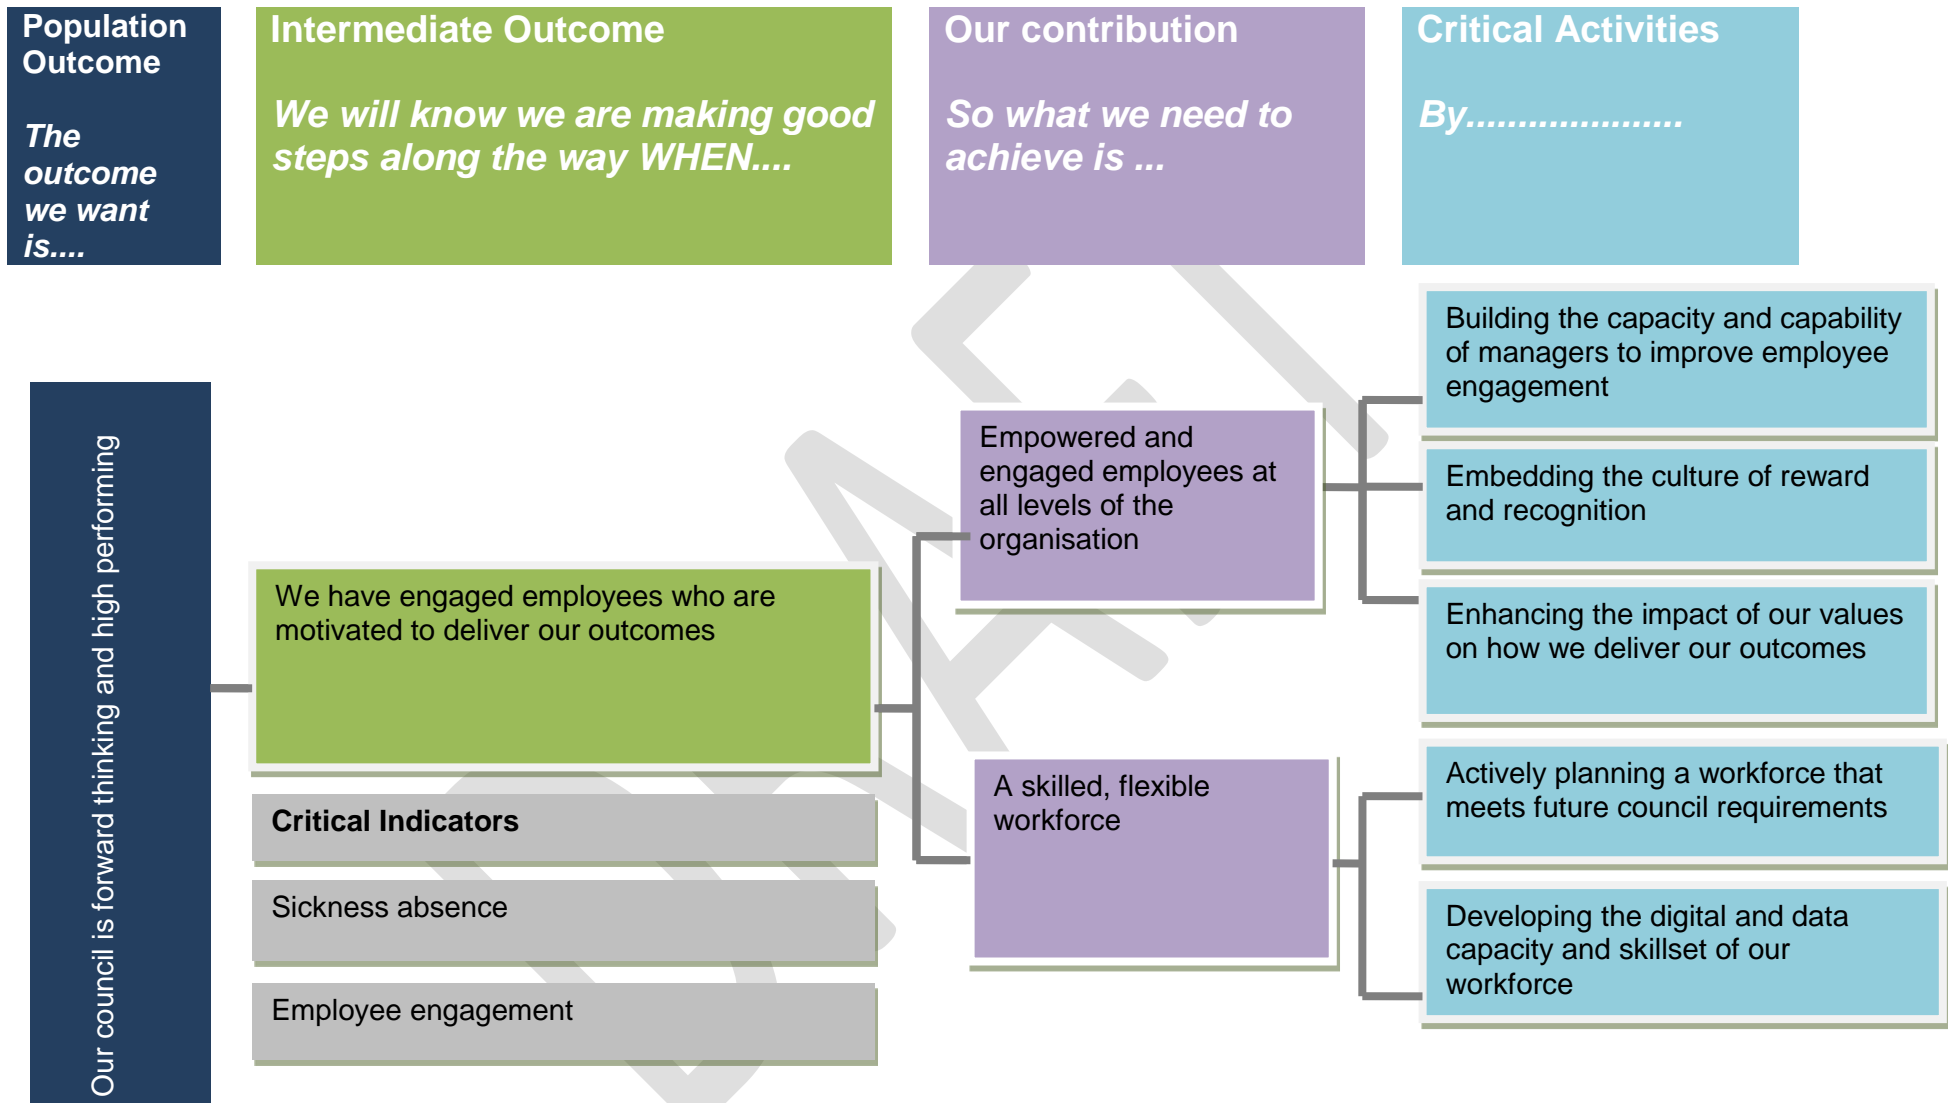 Population
Outcome
The
outcome
we want
is....
Intermediate Outcome
We will know we are making good
steps along the way WHEN....
Our contribution
So what we need to
achieve is ...
Critical Activities
By.....................
Our council is forward thinking and high performing
We have engaged employees who are
motivated to deliver our outcomes
Critical Indicators
Sickness absence
Employee engagement
Empowered and
engaged employees at
all levels of the
organisation
A skilled, flexible
workforce
Building the capacity and capability
of managers to improve employee
engagement
Embedding the culture of reward
and recognition
Enhancing the impact of our values
on how we deliver our outcomes
Actively planning a workforce that
meets future council requirements
Developing the digital and data
capacity and skillset of our
workforce
DRAFT